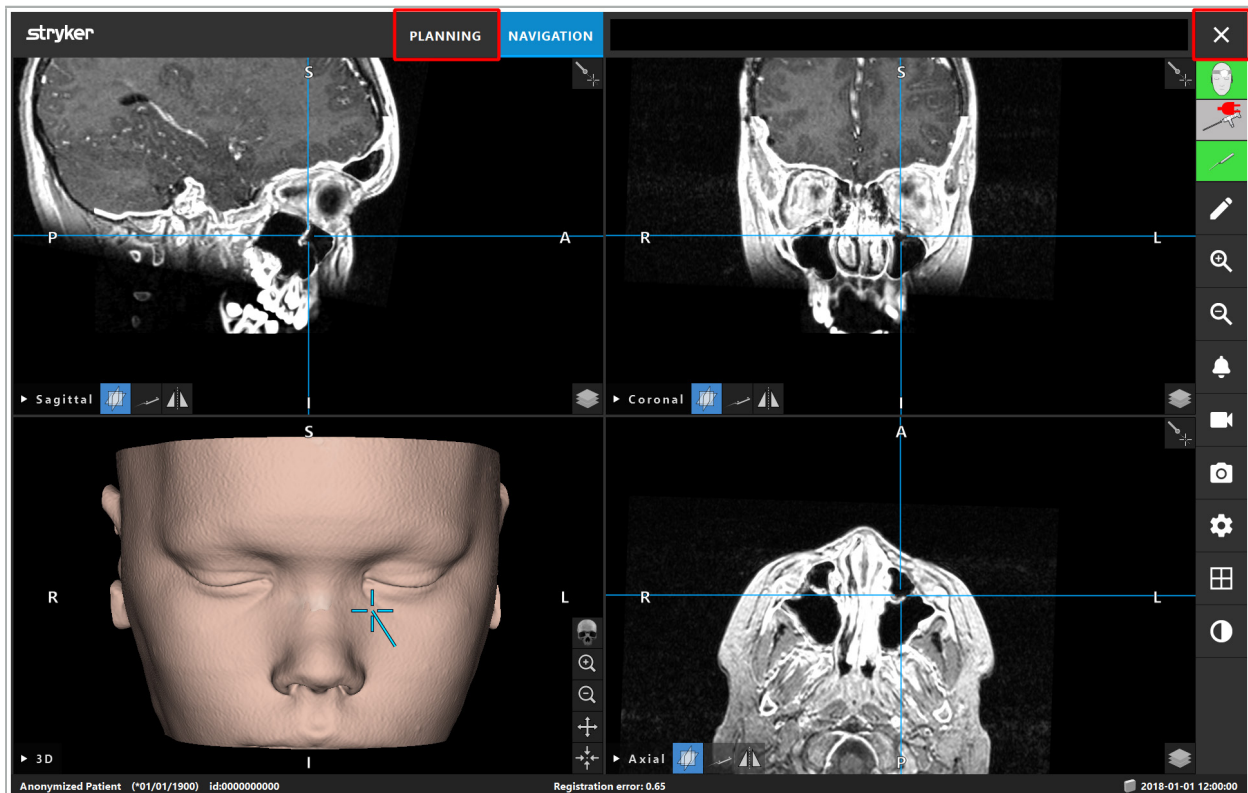 stryker
PLANNING NAVIGATION
S
S
P
A
R
L
Sagittal
I
Coronal
I
S
A
R
L
R
L
3D
I
Axial
P
Anonymized Patient (*01/01/1900) id:0000000000 Registration error: 0.65 2018-01-01 12:00:00